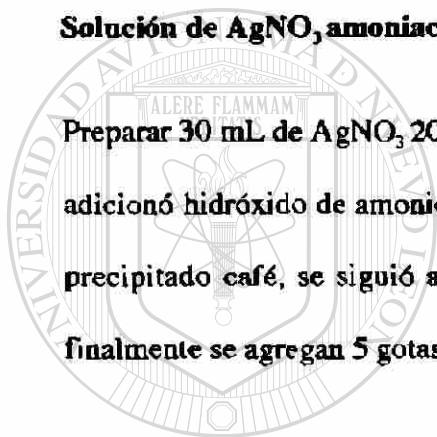 Solución de AgNO₃ amoniac
ALERE FLAMMAM
Preparar 30 mL de AgNO₃ 20
adicionó hidróxido de amoni
precipitado café, se siguió a
finalmente se agregan 5 gotas